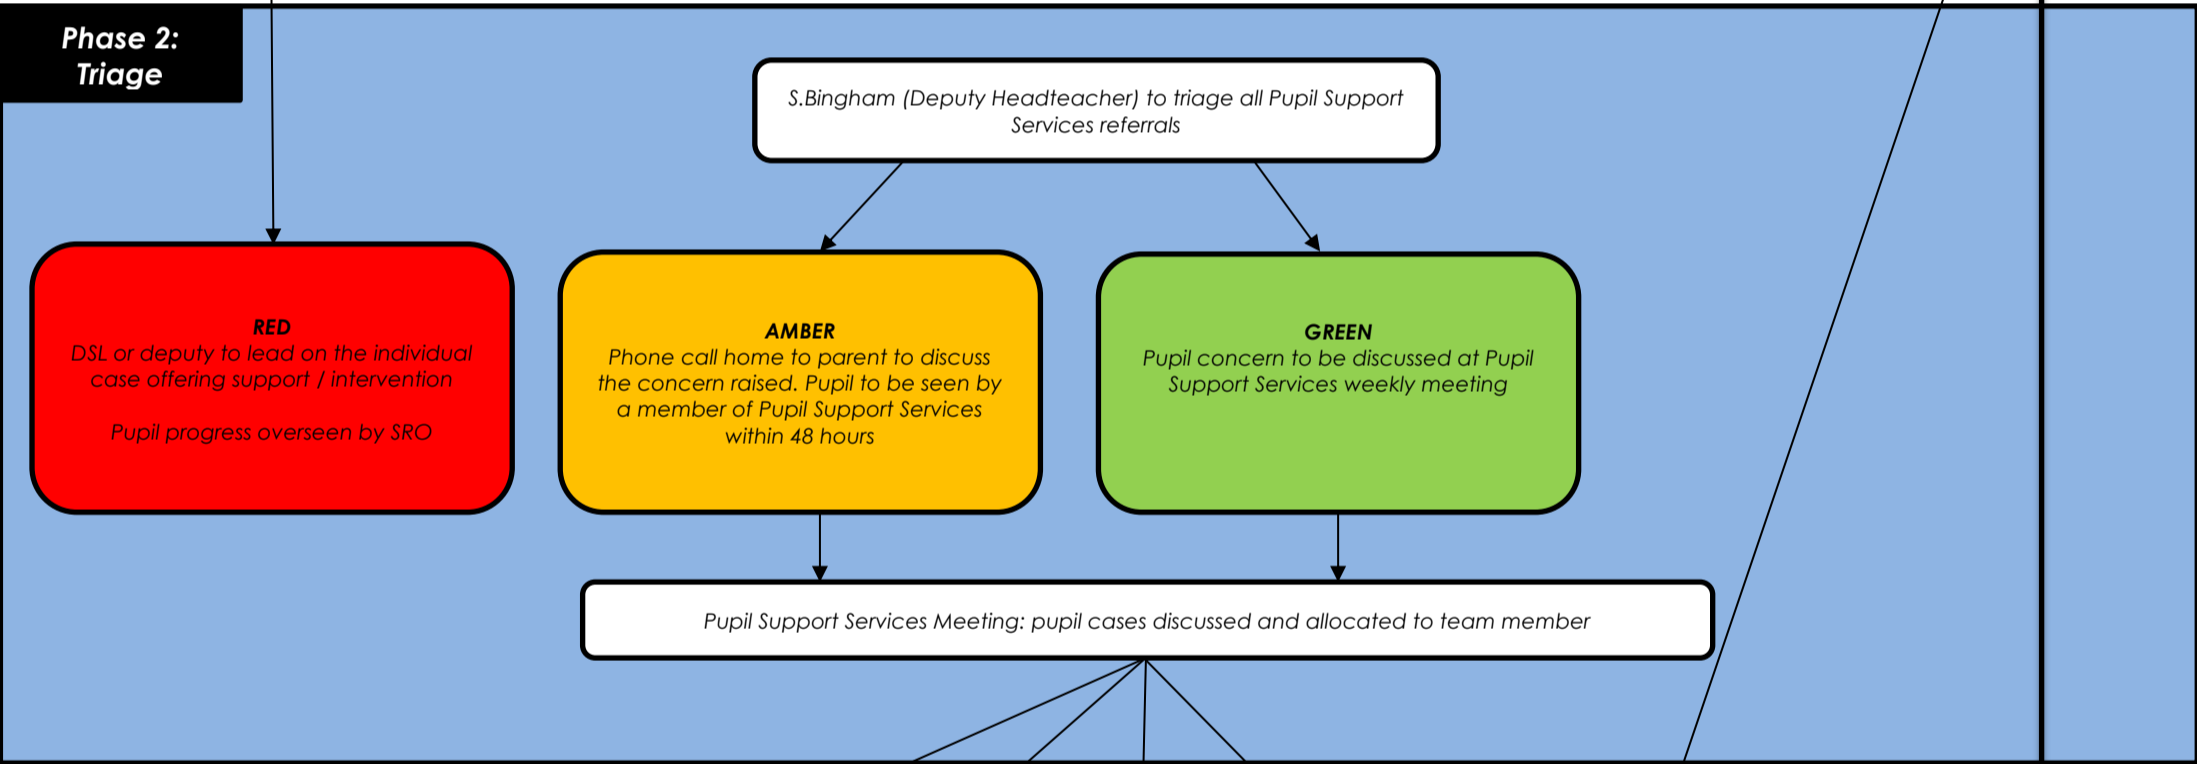 Phase 2:
Triage
S.Bingham (Deputy Headteacher) to triage all Pupil Support
Services referrals
RED
DSL or deputy to lead on the individual
case offering support / intervention
Pupil progress overseen by SRO
AMBER
Phone call home to parent to discuss
the concern raised. Pupil to be seen by
a member of Pupil Support Services
within 48 hours
GREEN
Pupil concern to be discussed at Pupil
Support Services weekly meeting
Pupil Support Services Meeting: pupil cases discussed and allocated to team member